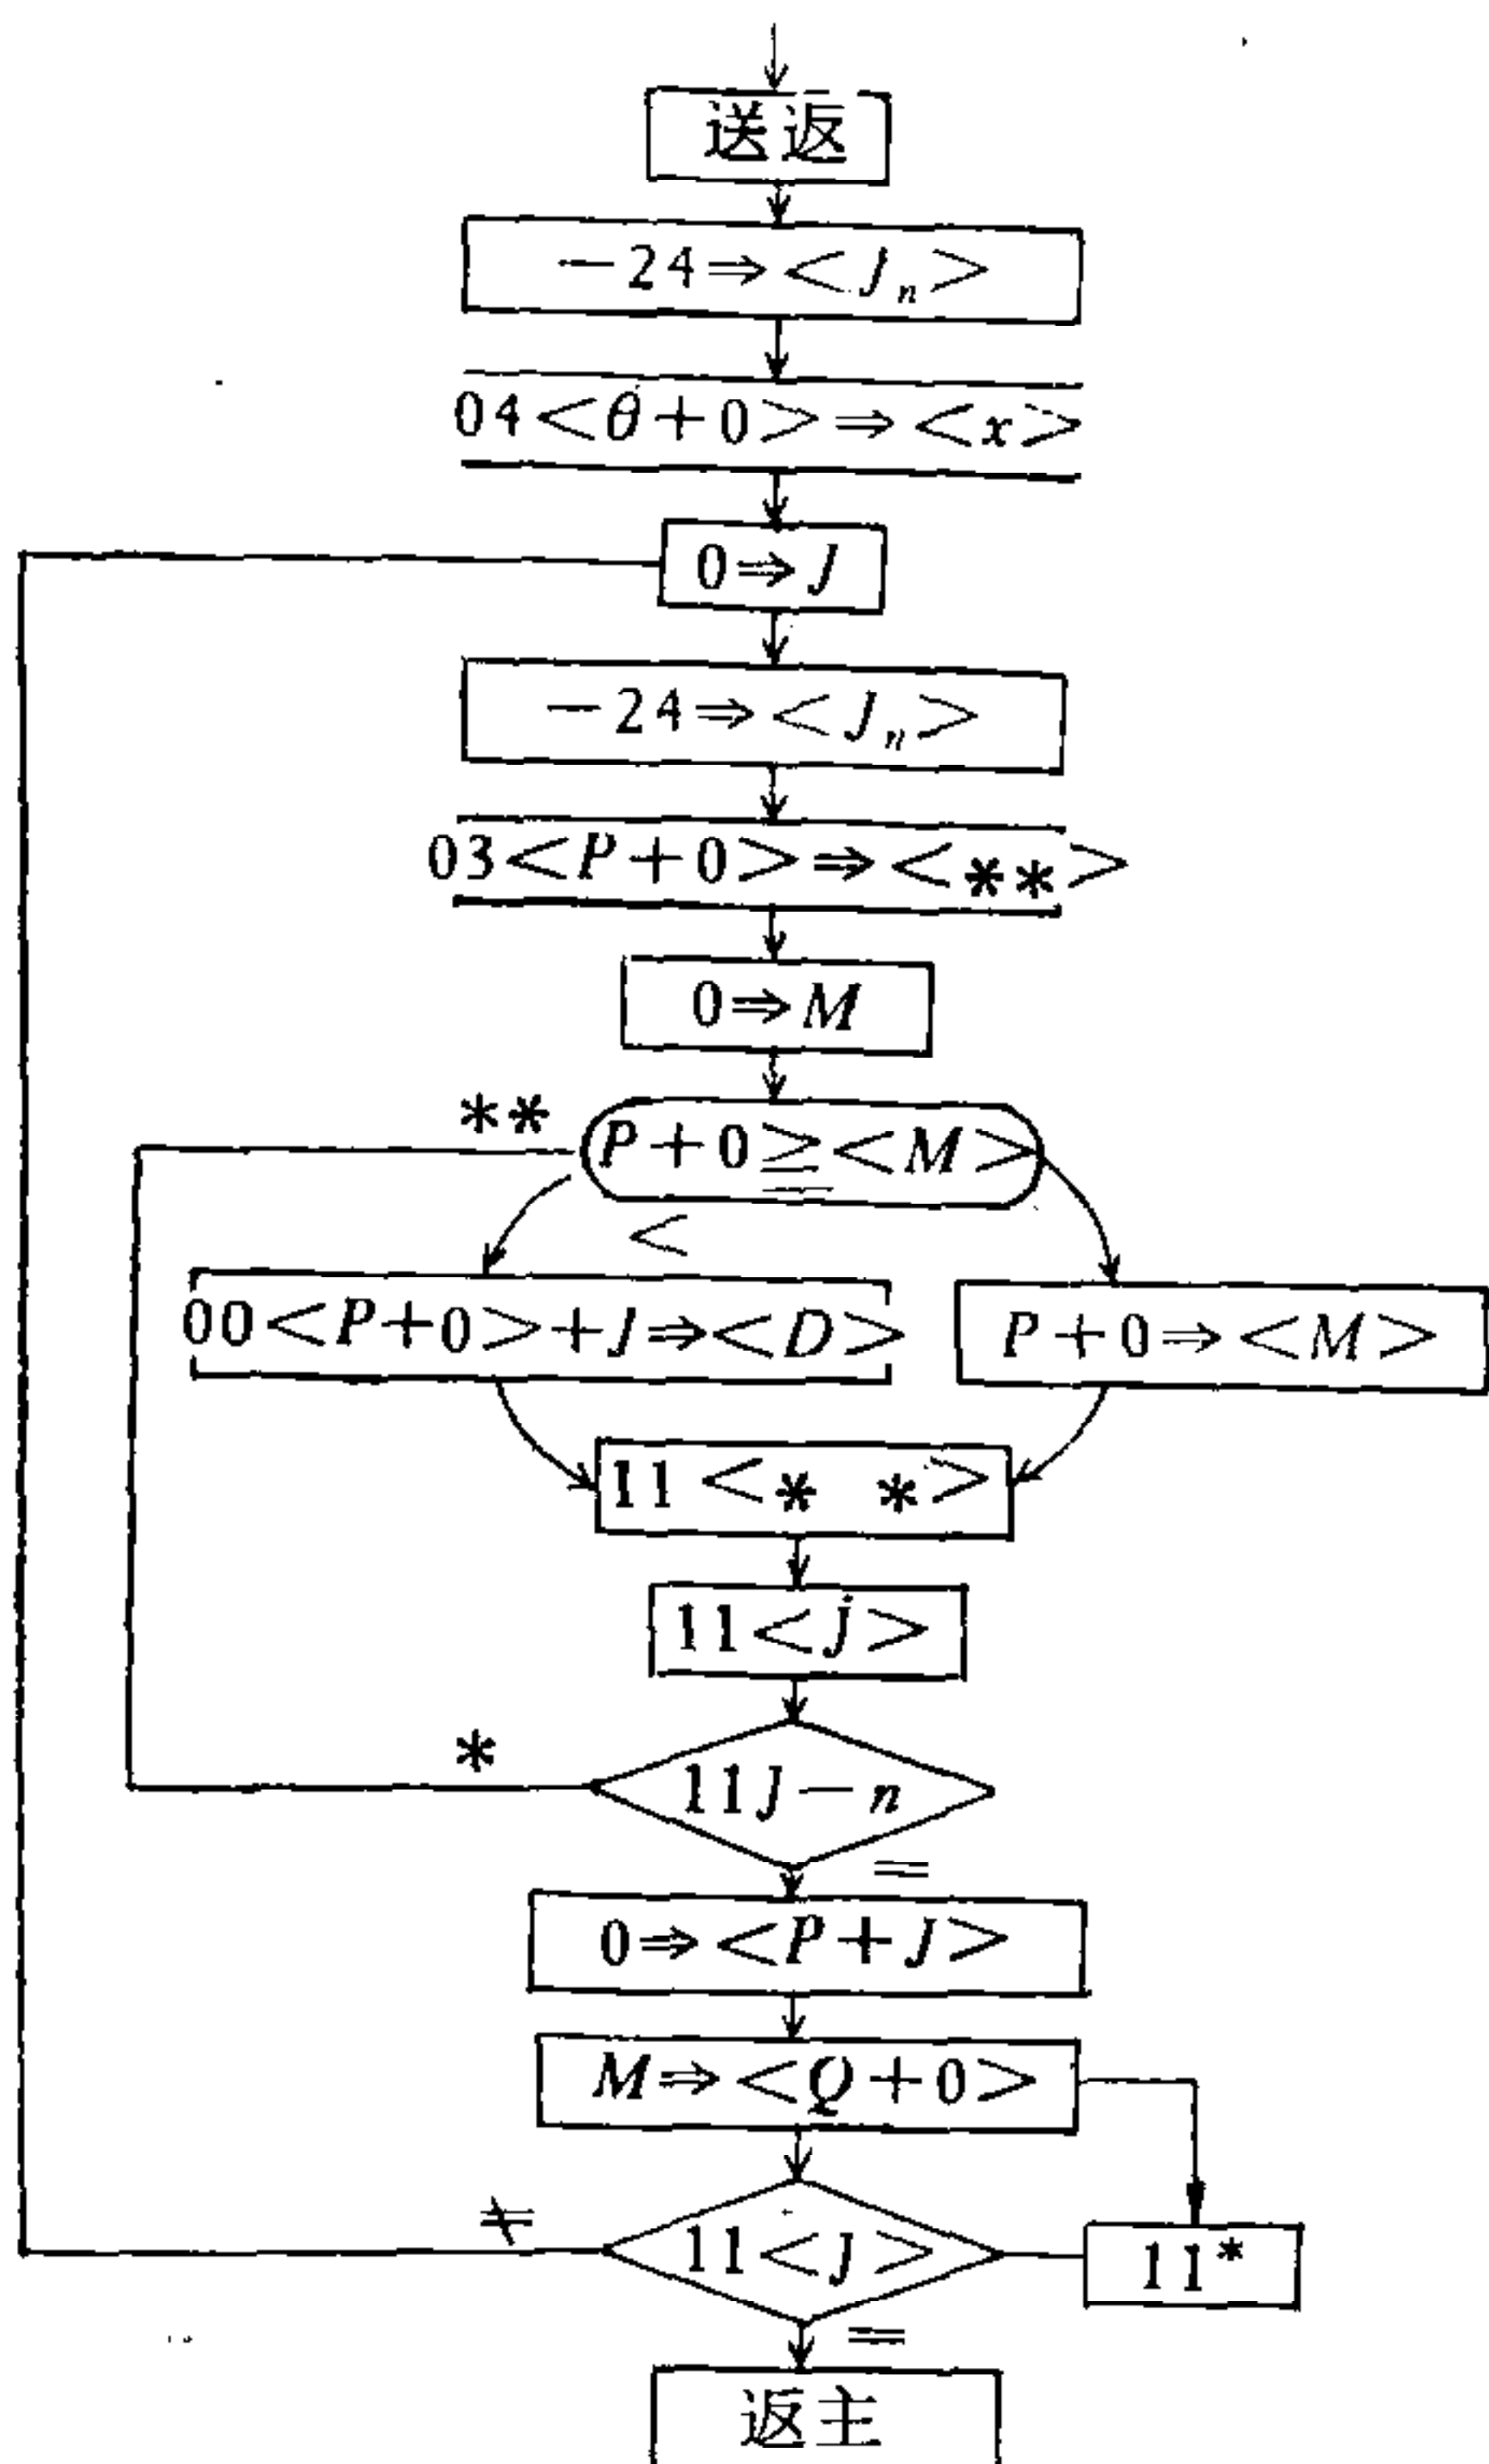 送返
−24⇒<Jₙ>
04<θ+0>⇒<x>
0⇒J
−24⇒<Jₙ>
03<P+0>⇒<**>
0⇒M
**
P+0≧<M>
<
00<P+0>+J⇒<D>
P+0⇒<M>
11<* *>
11<j>
*
11J−n
=
0⇒<P+J>
M⇒<Q+0>
≠
11<J>
11*
=
返主